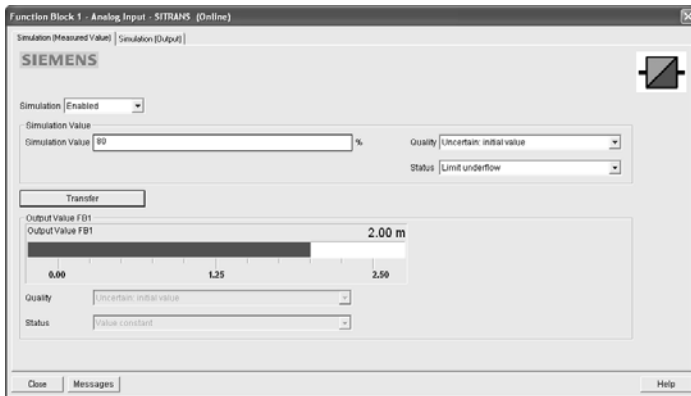 Function Block 1 - Analog Input - SITRANS (Online)
Simulation (Measured Value) Simulation (Output)
SIEMENS
Simulation Enabled
Simulation Value
Simulation Value 80 % Quality Uncertain: initial value
Status Limit underflow
Transfer
Output Value FB1
Output Value FB1 2.00 m
0.00 1.25 2.50
Quality Uncertain: initial value
Status Value constant
Close Messages Help